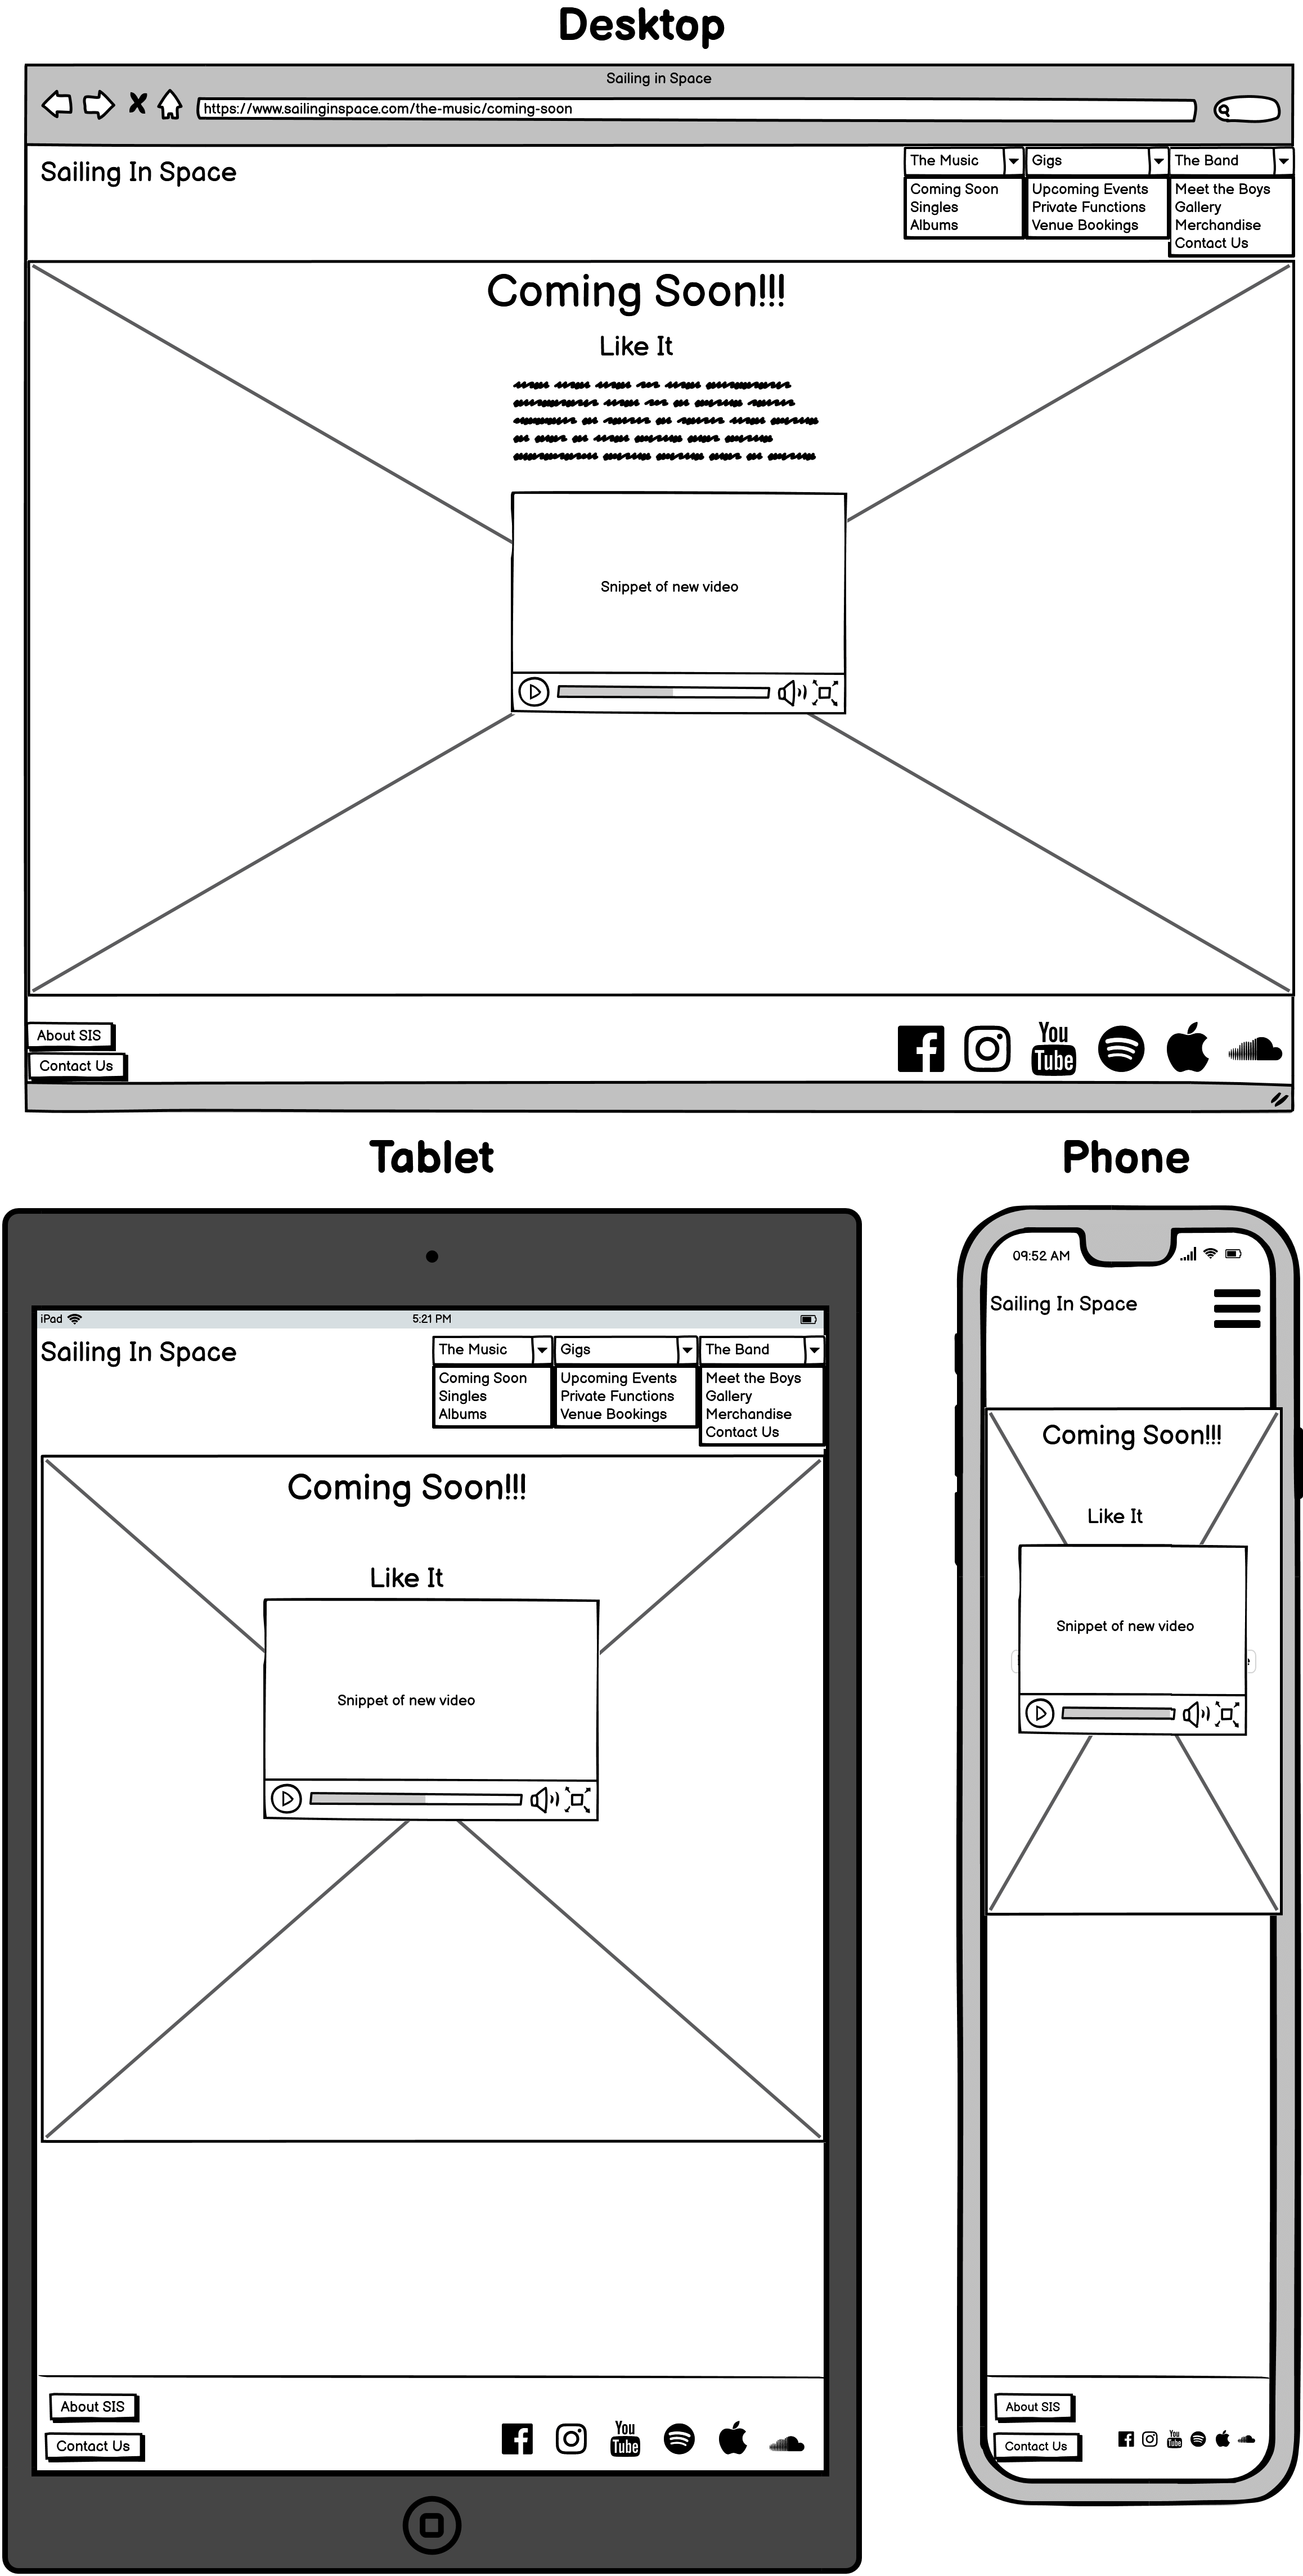 Desktop
Sailing in Space
https://www.sailinginspace.com/the-music/coming-soon
Sailing In Space
The Music
Coming Soon
Singles
Albums
Gigs
Upcoming Events
Private Functions
Venue Bookings
The Band
Meet the Boys
Gallery
Merchandise
Contact Us
Coming Soon!!!
Like It
Snippet of new video
About SIS
Contact Us
You
Tube
Tablet
iPad
5:21 PM
Sailing In Space
The Music
Coming Soon
Singles
Albums
Gigs
Upcoming Events
Private Functions
Venue Bookings
The Band
Meet the Boys
Gallery
Merchandise
Contact Us
Coming Soon!!!
Like It
Snippet of new video
About SIS
Contact Us
You
Tube
Phone
09:52 AM
Sailing In Space
Coming Soon!!!
Like It
Snippet of new video
About SIS
Contact Us
You
Tube